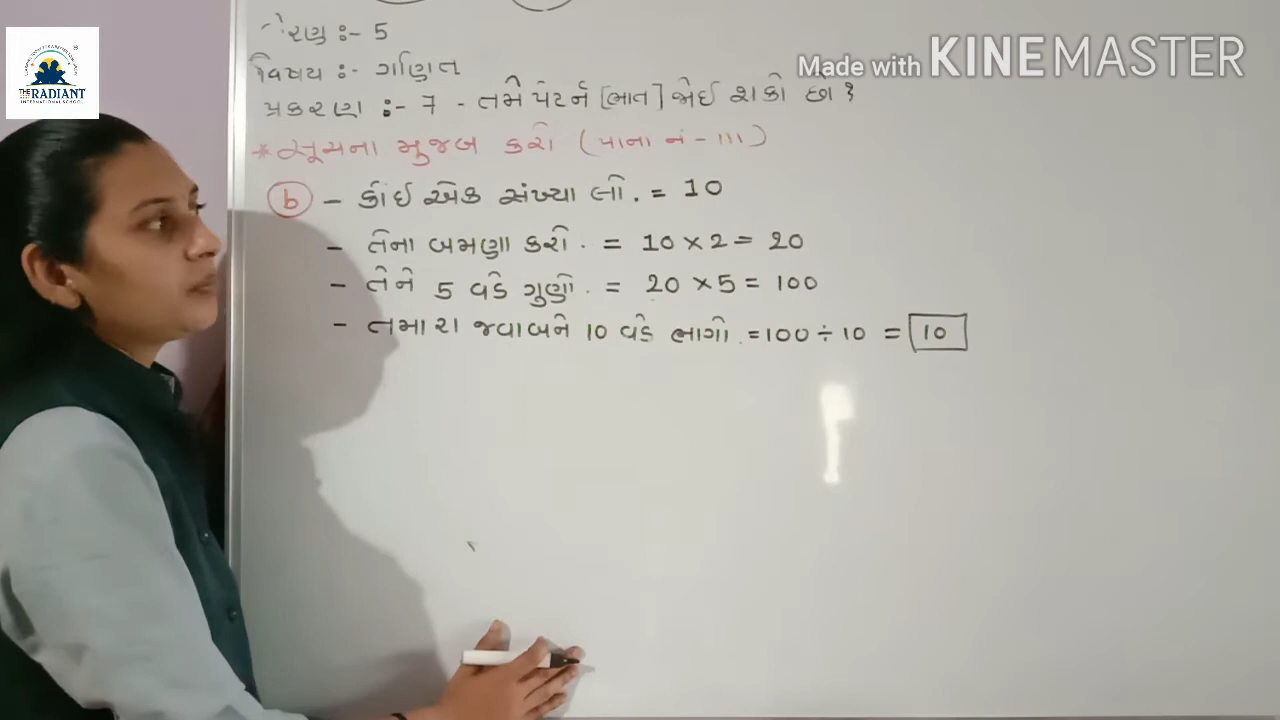 THE RADIANT
INTERNATIONAL SCHOOL
Made with KINEMASTER
ધોરણ :- 5
વિષય :- ગણિત
પ્રકરણ :- 7 - તમે પેટર્ન [ભાત] જોઈ શકો છો ?
* સૂચના મુજબ કરો (પાના નં - 111)
b - કોઈ એક સંખ્યા લો. = 10
- તેના બમણા કરો. = 10 × 2 = 20
- તેને 5 વડે ગુણો. = 20 × 5 = 100
- તમારા જવાબને 10 વડે ભાગો. = 100 ÷ 10 = 10